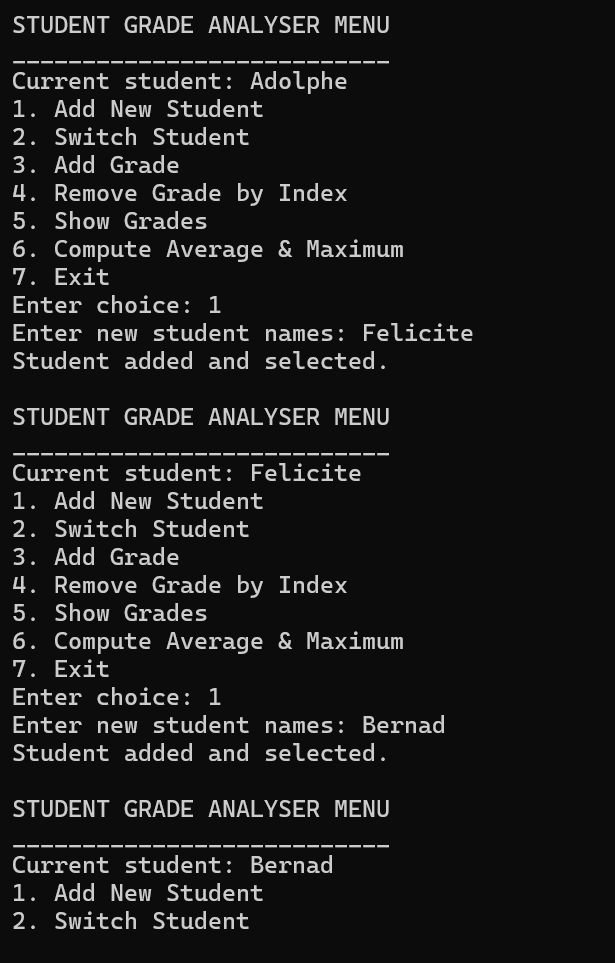 STUDENT GRADE ANALYSER MENU
___________________________
Current student: Adolphe
1. Add New Student
2. Switch Student
3. Add Grade
4. Remove Grade by Index
5. Show Grades
6. Compute Average & Maximum
7. Exit
Enter choice: 1
Enter new student names: Felicite
Student added and selected.

STUDENT GRADE ANALYSER MENU
___________________________
Current student: Felicite
1. Add New Student
2. Switch Student
3. Add Grade
4. Remove Grade by Index
5. Show Grades
6. Compute Average & Maximum
7. Exit
Enter choice: 1
Enter new student names: Bernad
Student added and selected.

STUDENT GRADE ANALYSER MENU
___________________________
Current student: Bernad
1. Add New Student
2. Switch Student